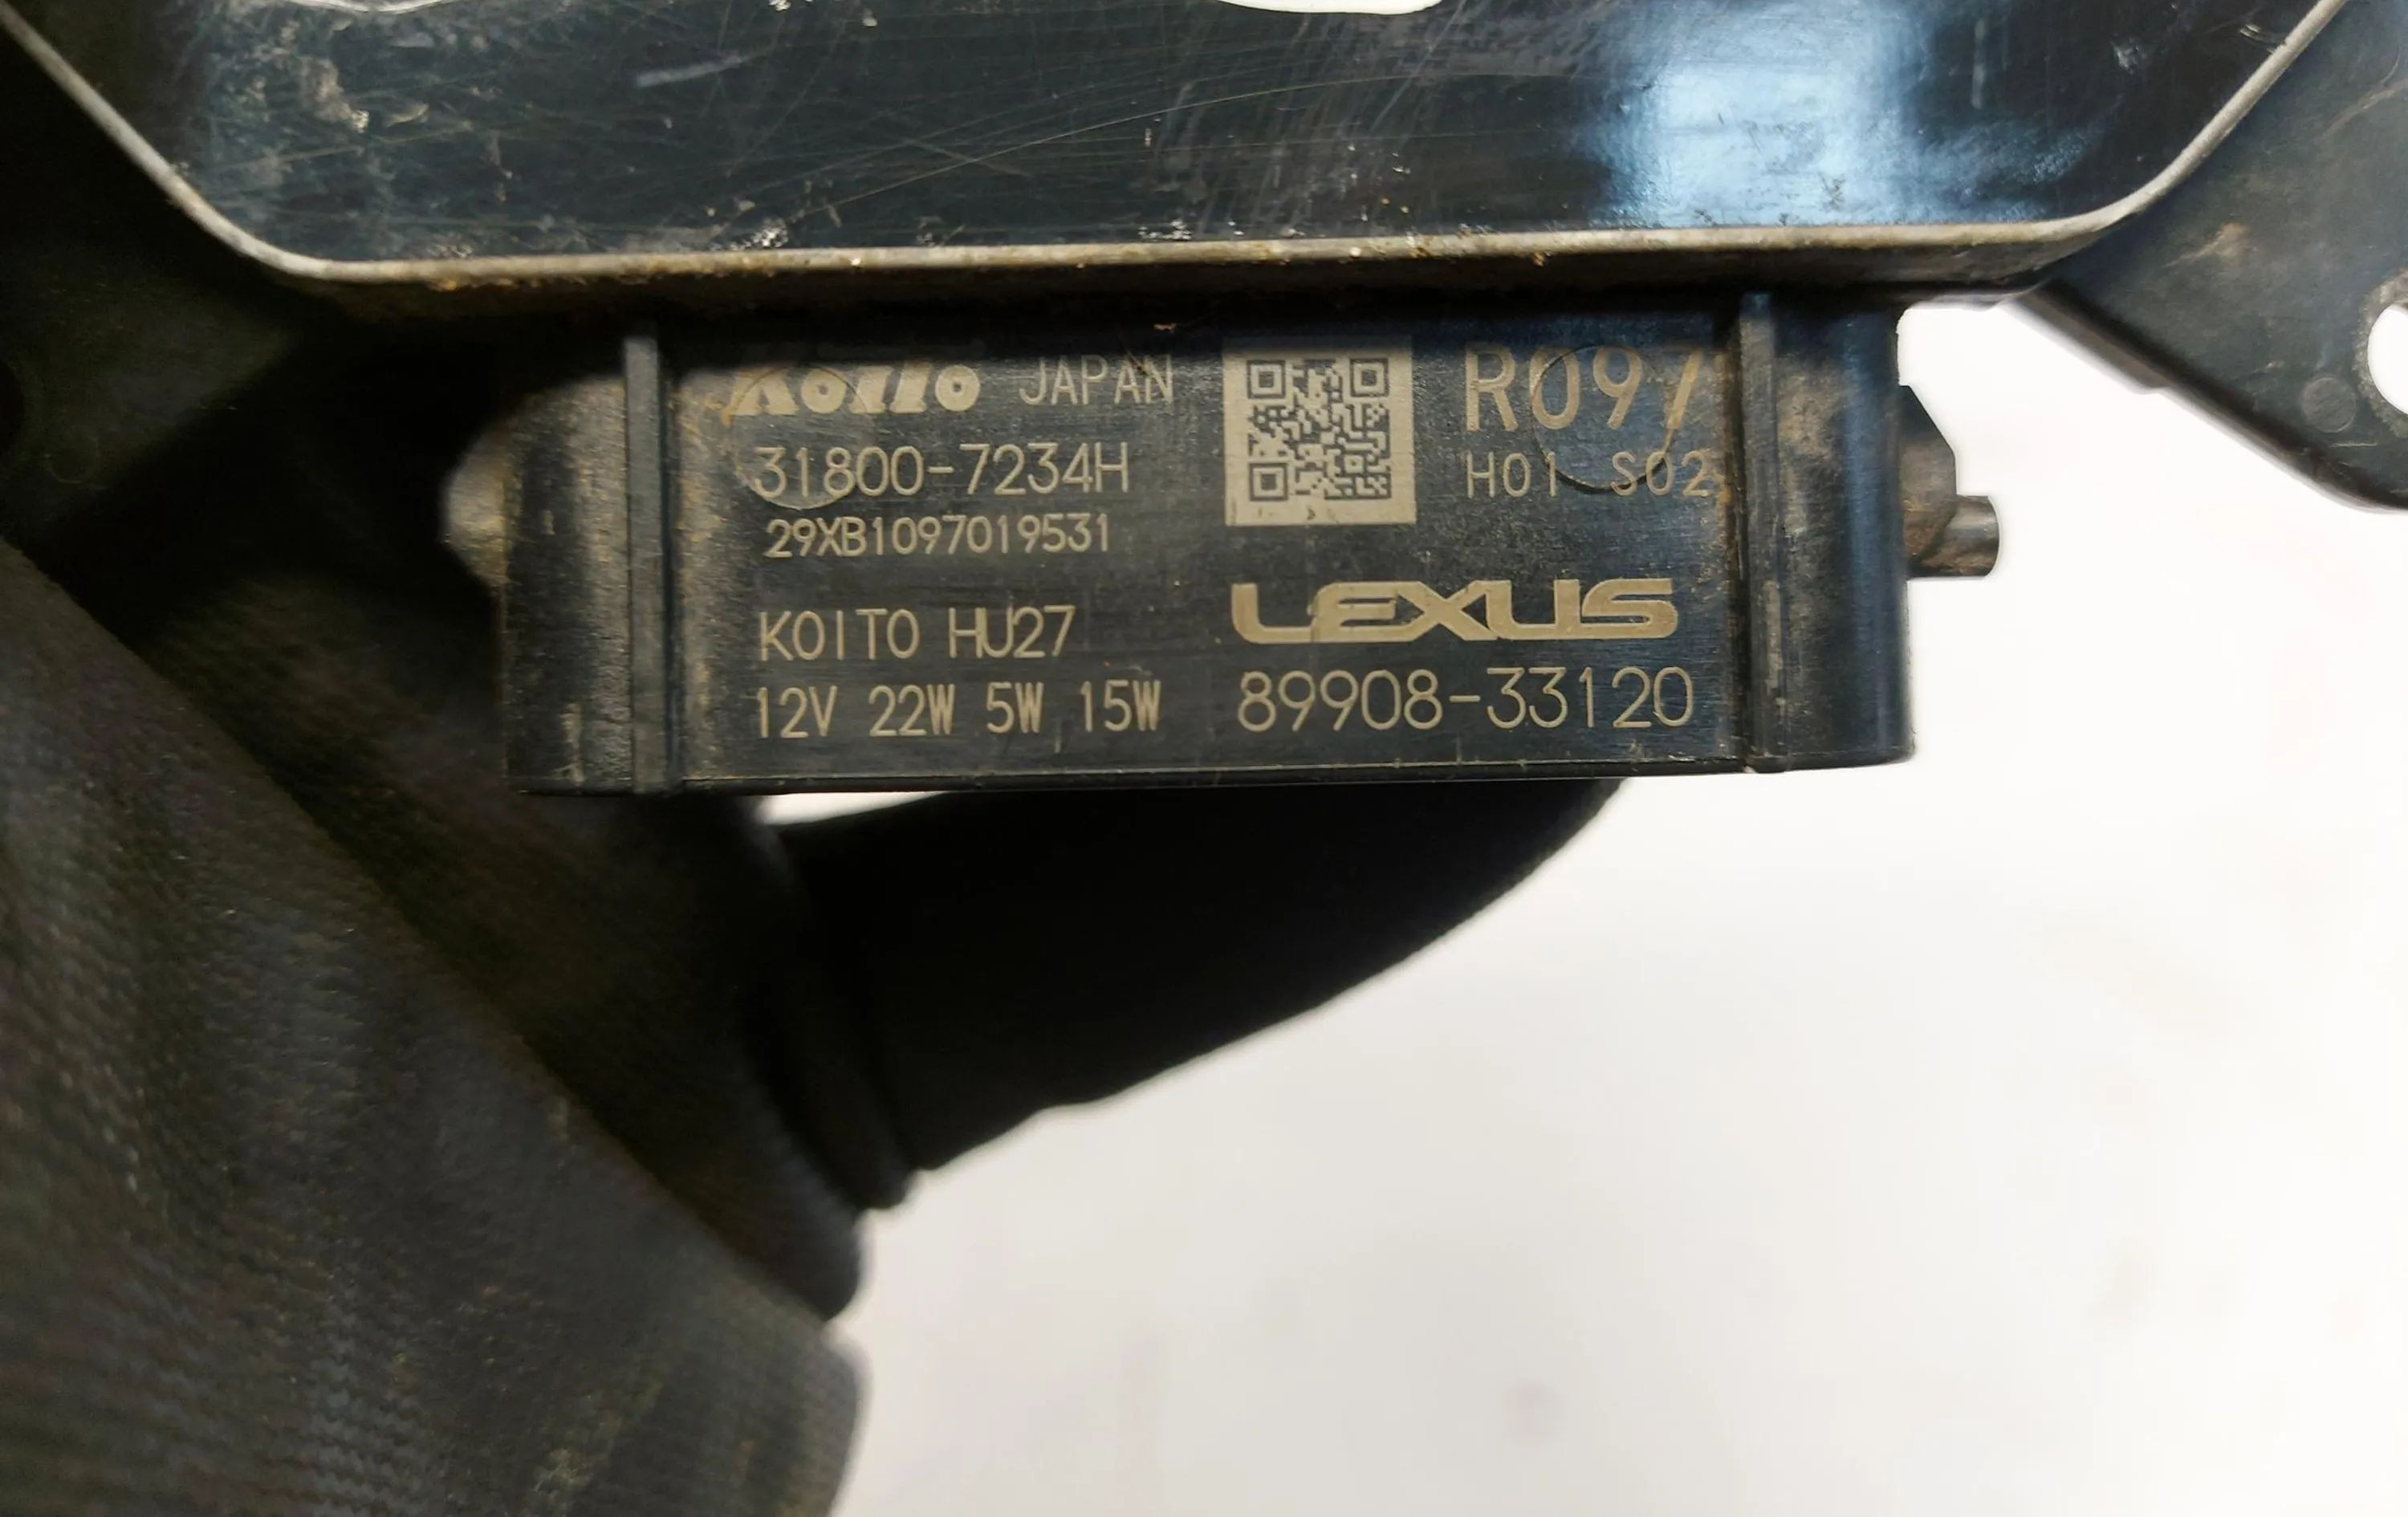 KOITO JAPAN
31800-7234H
29XB1097019531
KOITO HU27
12V 22W 5W 15W
R097
H01 S02
LEXUS
89908-33120